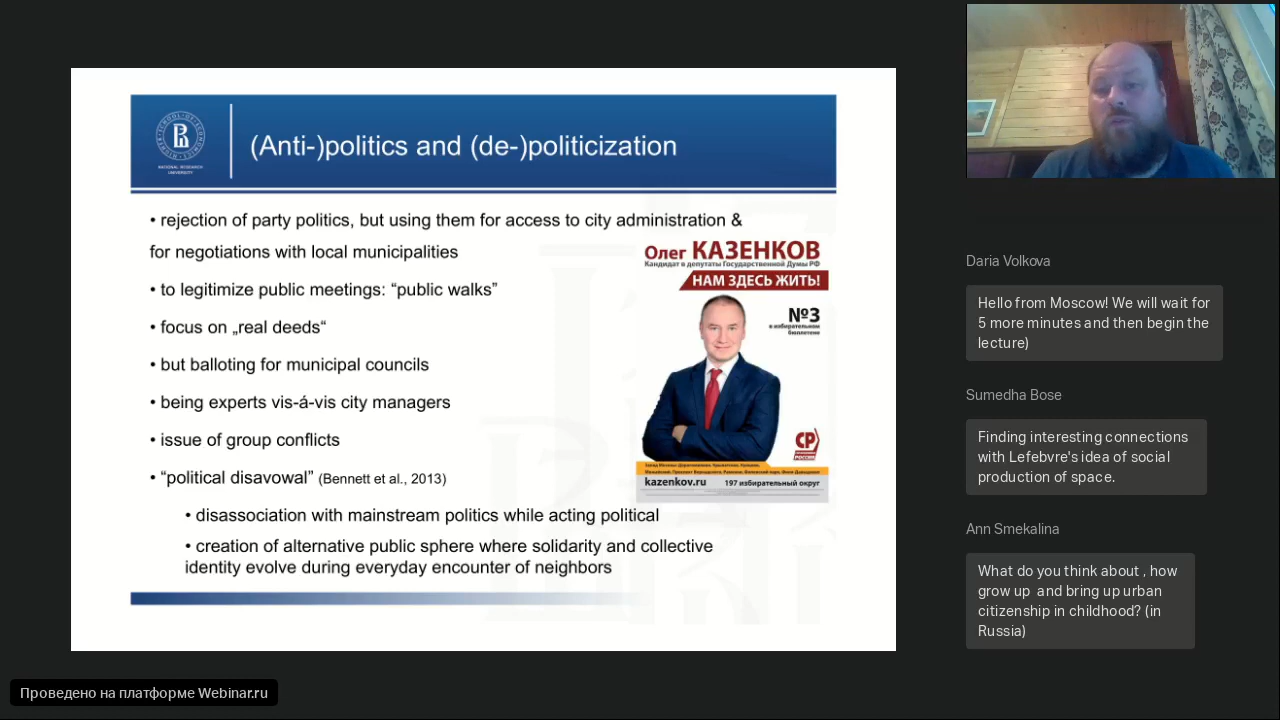 (Anti-)politics and (de-)politicization
NATIONAL RESEARCH
UNIVERSITY
• rejection of party politics, but using them for access to city administration &
for negotiations with local municipalities
• to legitimize public meetings: “public walks”
• focus on „real deeds“
• but balloting for municipal councils
• being experts vis-á-vis city managers
• issue of group conflicts
• “political disavowal” (Bennett et al., 2013)
• disassociation with mainstream politics while acting political
• creation of alternative public sphere where solidarity and collective
identity evolve during everyday encounter of neighbors
Олег КАЗЕНКОВ
Кандидат в депутаты Государственной Думы РФ
НАМ ЗДЕСЬ ЖИТЬ!
№3
в избирательном
бюллетене
СР
kazenkov.ru 197 избирательный округ
Daria Volkova
Hello from Moscow! We will wait for
5 more minutes and then begin the
lecture)
Sumedha Bose
Finding interesting connections
with Lefebvre's idea of social
production of space.
Ann Smekalina
What do you think about , how
grow up and bring up urban
citizenship in childhood? (in
Russia)
Проведено на платформе Webinar.ru